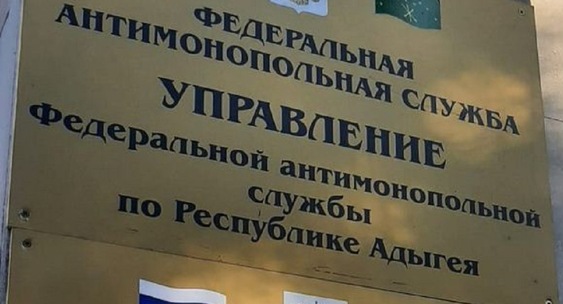 ФЕДЕРАЛЬНАЯ
АНТИМОНОПОЛЬНАЯ СЛУЖБА
УПРАВЛЕНИЕ
Федеральной антимонопольной
службы
по Республике Адыгея